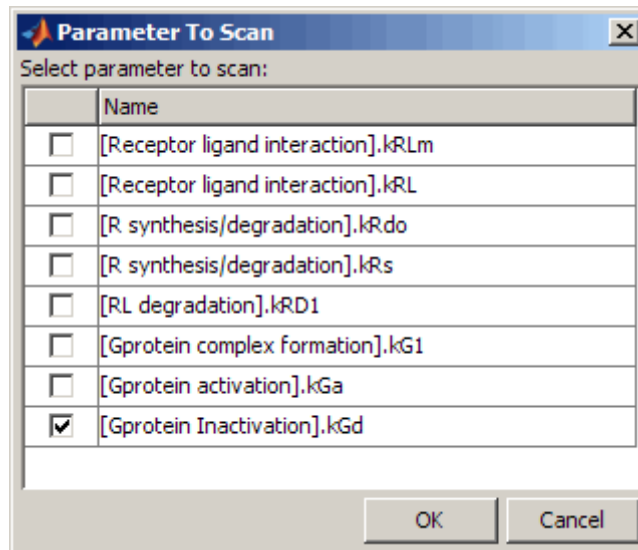 Parameter To Scan
Select parameter to scan:
Name
[Receptor ligand interaction].kRLm
[Receptor ligand interaction].kRL
[R synthesis/degradation].kRdo
[R synthesis/degradation].kRs
[RL degradation].kRD1
[Gprotein complex formation].kG1
[Gprotein activation].kGa
[Gprotein Inactivation].kGd
OK Cancel